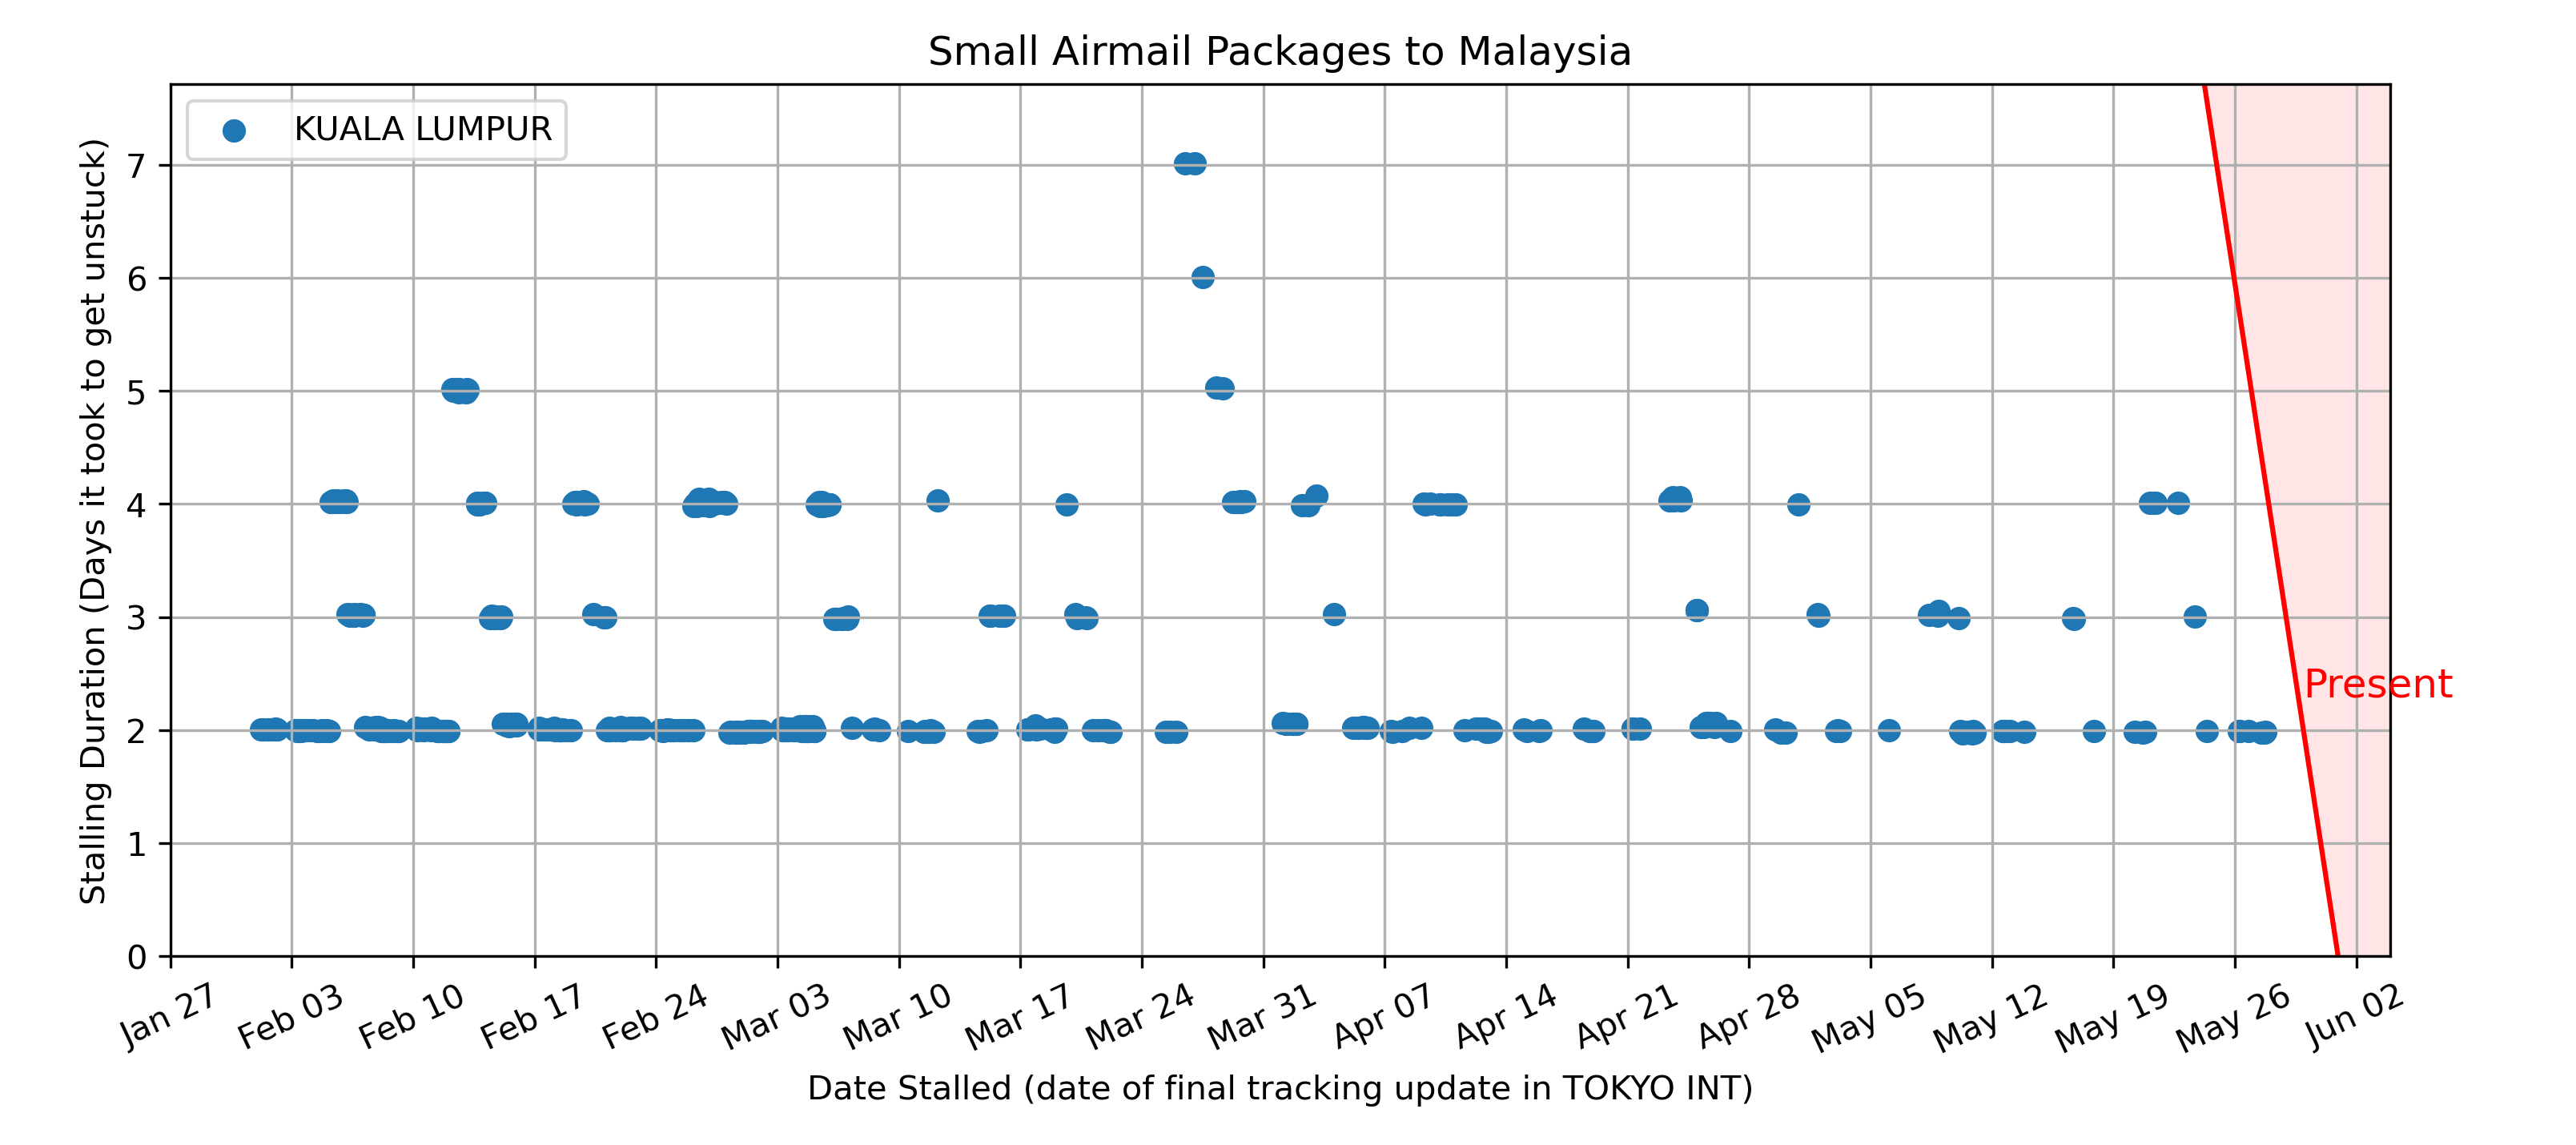 Small Airmail Packages to Malaysia
KUALA LUMPUR
Stalling Duration (Days it took to get unstuck)
7
6
5
4
3
2
1
0
Present
Jan 27
Feb 03
Feb 10
Feb 17
Feb 24
Mar 03
Mar 10
Mar 17
Mar 24
Mar 31
Apr 07
Apr 14
Apr 21
Apr 28
May 05
May 12
May 19
May 26
Jun 02
Date Stalled (date of final tracking update in TOKYO INT)